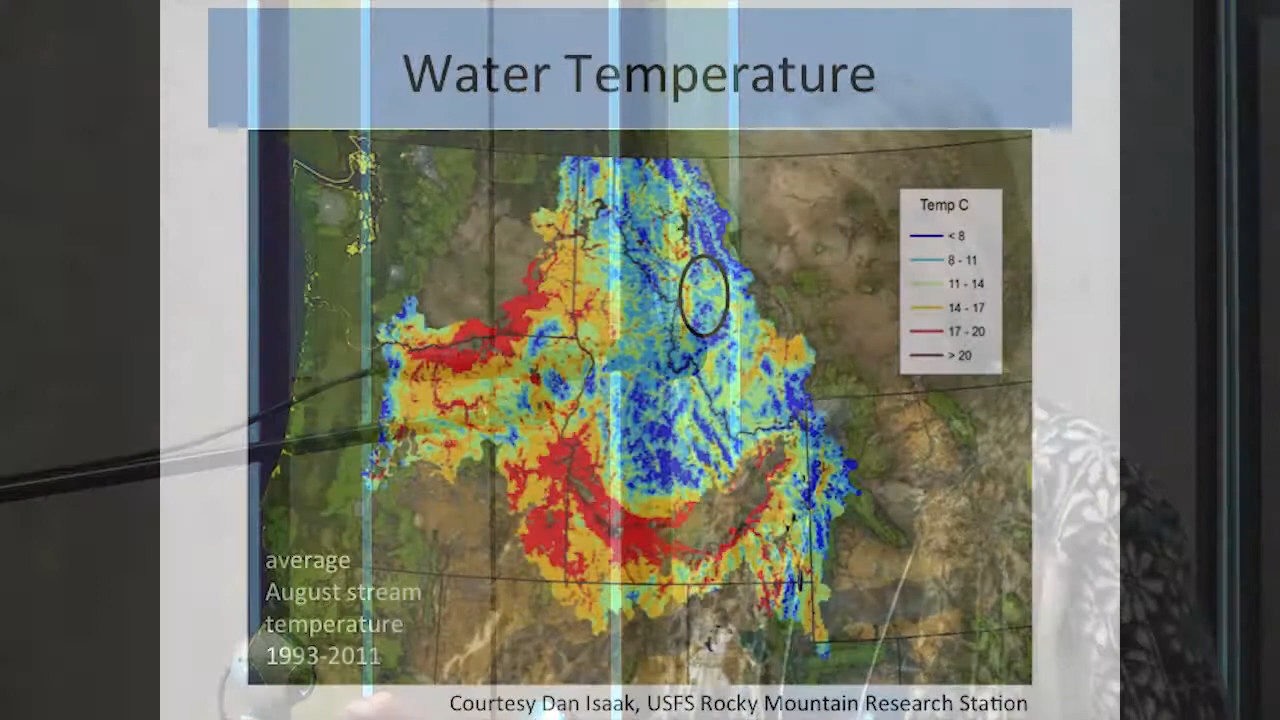 Water Temperature
Temp C
< 8
8 - 11
11 - 14
14 - 17
17 - 20
> 20
average
August stream
temperature
1993-2011
Courtesy Dan Isaak, USFS Rocky Mountain Research Station